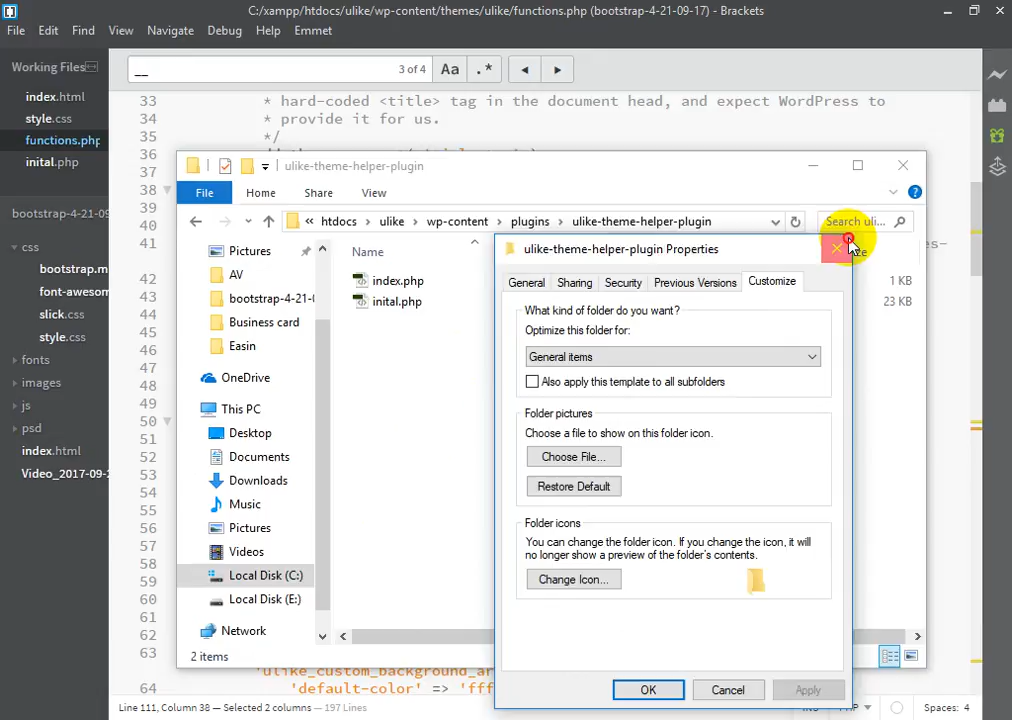 C:/xampp/htdocs/ulike/wp-content/themes/ulike/functions.php (bootstrap-4-21-09-17) - Brackets
File Edit Find View Navigate Debug Help Emmet
Working Files
index.html
style.css
functions.php
inital.php
bootstrap-4-21-09
css
bootstrap.m
font-awesom
slick.css
style.css
fonts
images
js
psd
index.html
Video_2017-09-2
__ 3 of 4 Aa .*
33 * hard-coded <title> tag in the document head, and expect WordPress to
34 * provide it for us.
35 */
36
37
38
39
40
41
42
43
44
45
46
47
48
49
50
51
52
53
54
55
56
57
58
59
60
61
62
63
'ulike_custom_background_ar
64 'default-color' => 'fff
ulike-theme-helper-plugin
File Home Share View
« htdocs › ulike › wp-content › plugins › ulike-theme-helper-plugin
Search uli...
Pictures
AV
bootstrap-4-21-0
Business card
Easin
OneDrive
This PC
Desktop
Documents
Downloads
Music
Pictures
Videos
Local Disk (C:)
Local Disk (E:)
Network
2 items
Name
index.php 1 KB
inital.php 23 KB
ulike-theme-helper-plugin Properties
General Sharing Security Previous Versions Customize
What kind of folder do you want?
Optimize this folder for:
General items
Also apply this template to all subfolders
Folder pictures
Choose a file to show on this folder icon.
Choose File...
Restore Default
Folder icons
You can change the folder icon. If you change the icon, it will
no longer show a preview of the folder's contents.
Change Icon...
OK Cancel Apply
Line 111, Column 38 — Selected 2 columns — 197 Lines
Spaces: 4